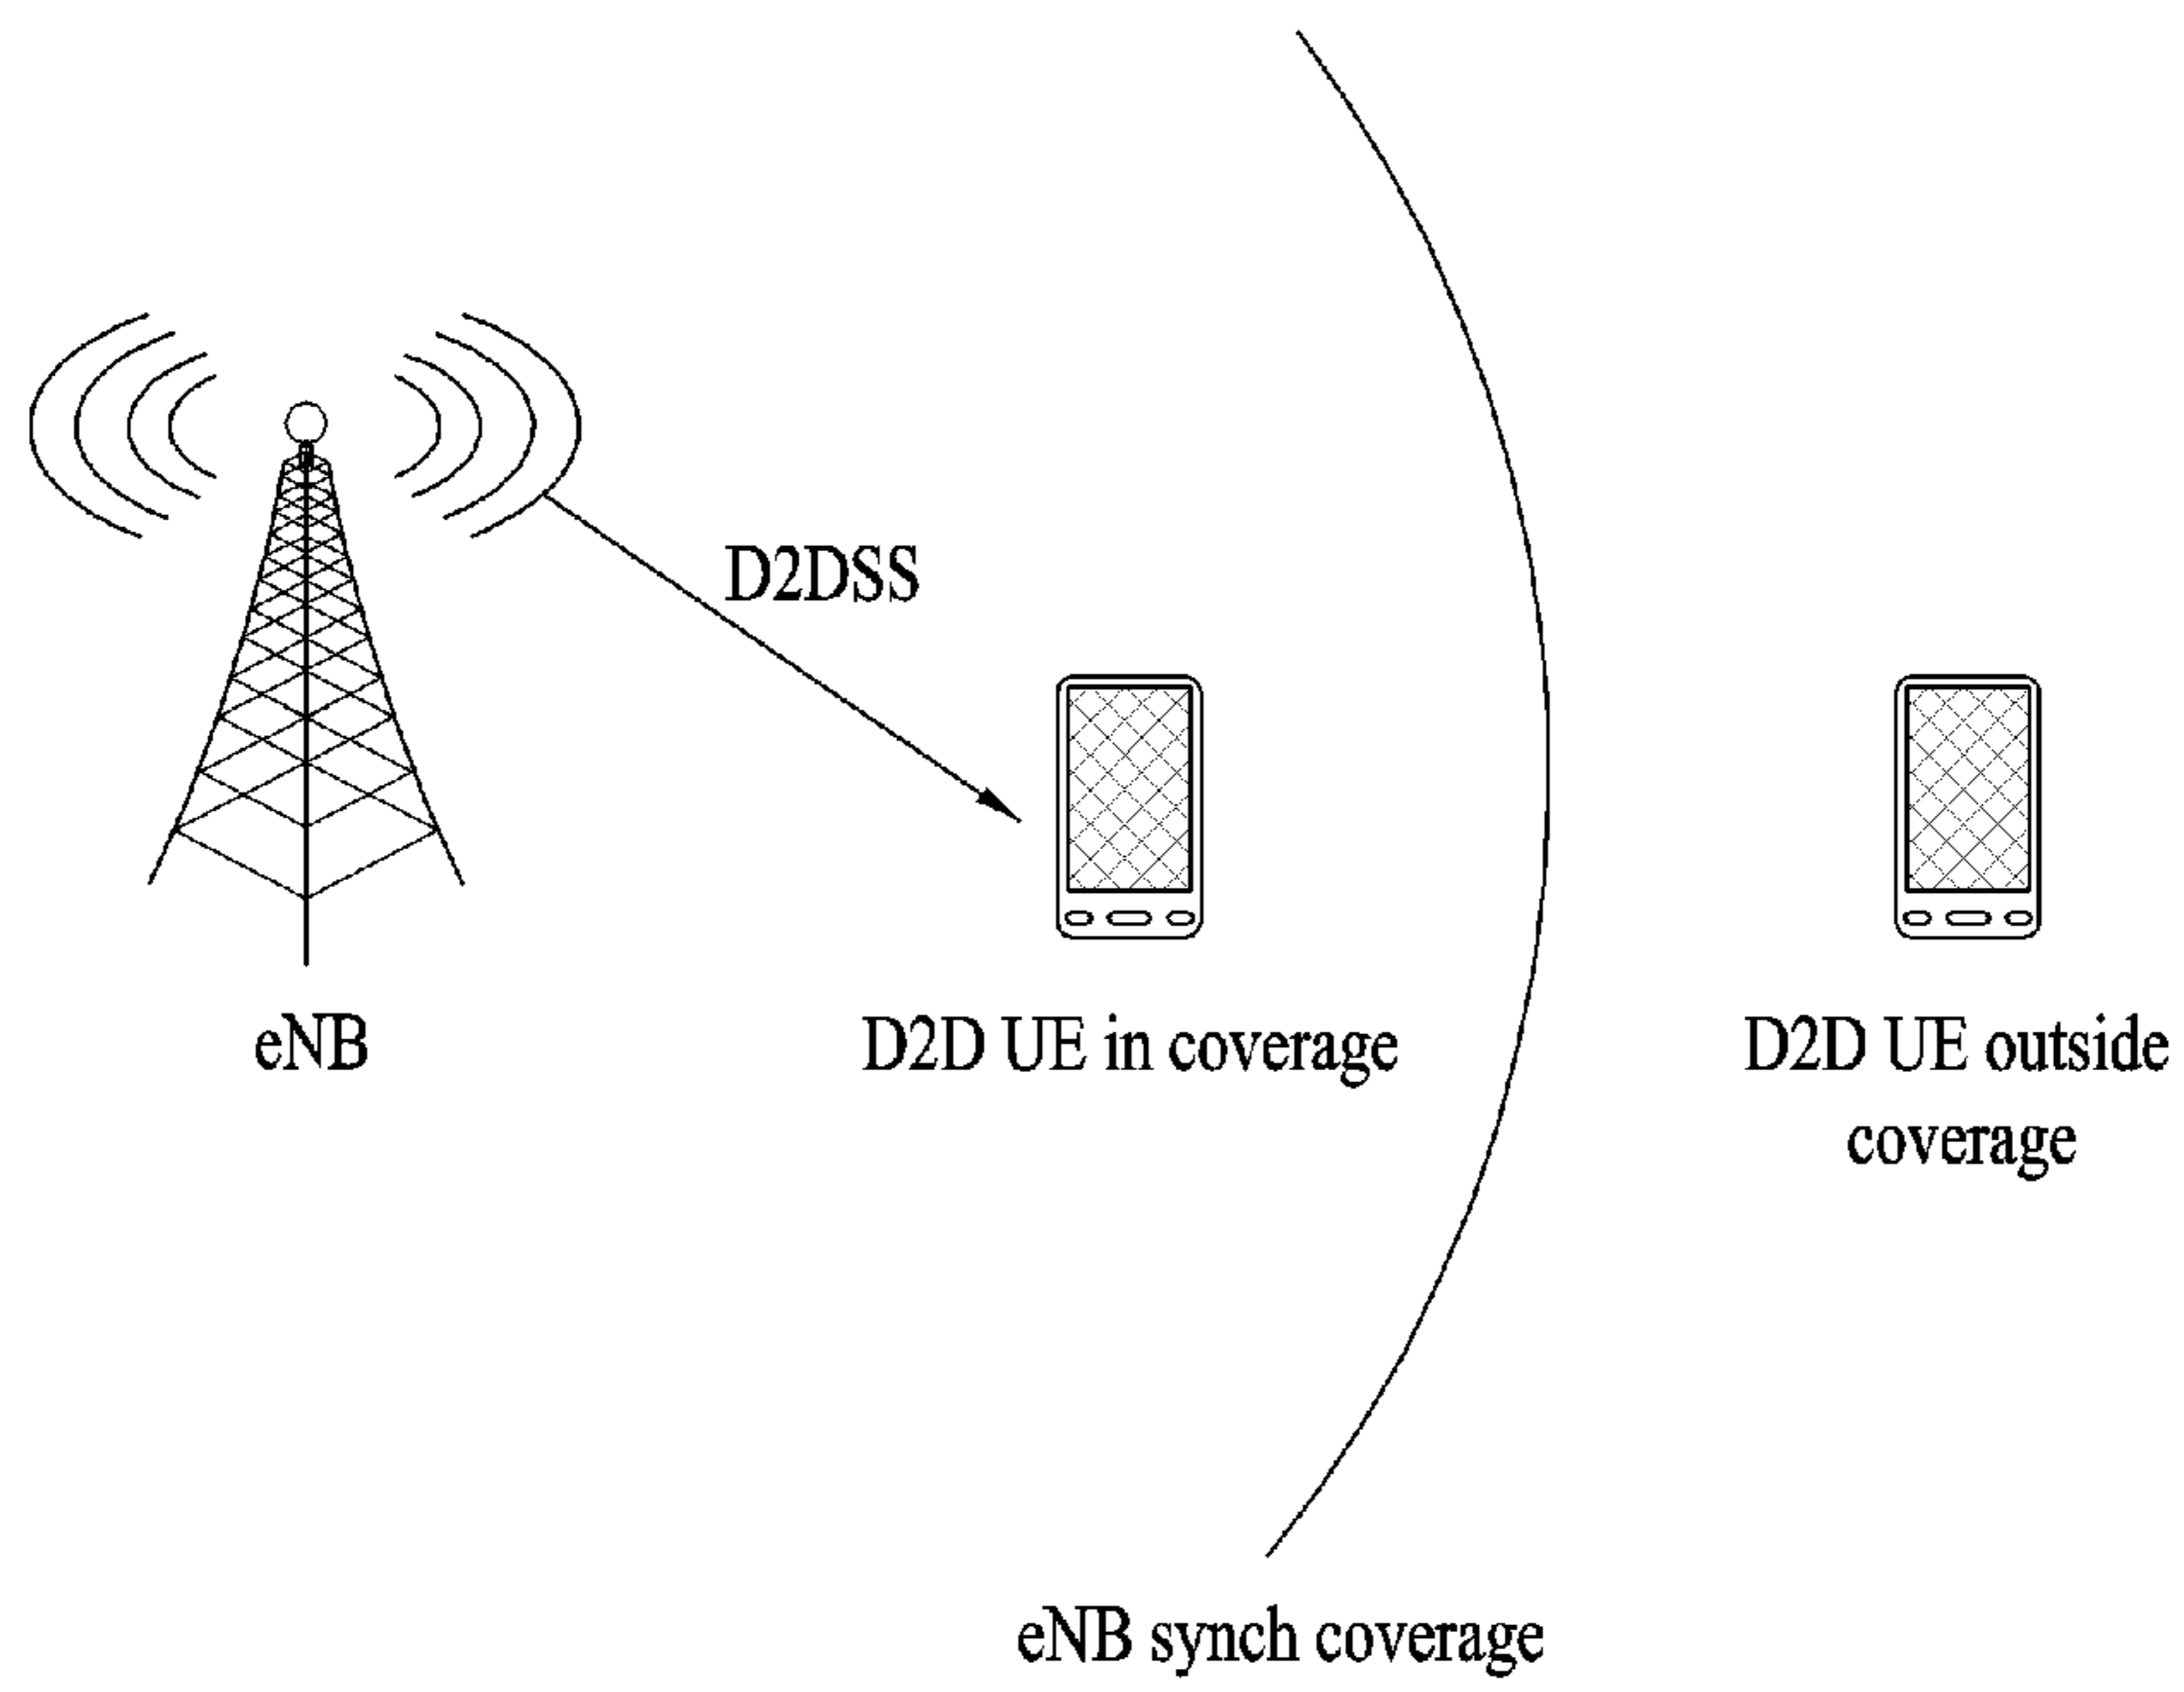 D2DSS
eNB
D2D UE in coverage
D2D UE outside
coverage
eNB synch coverage